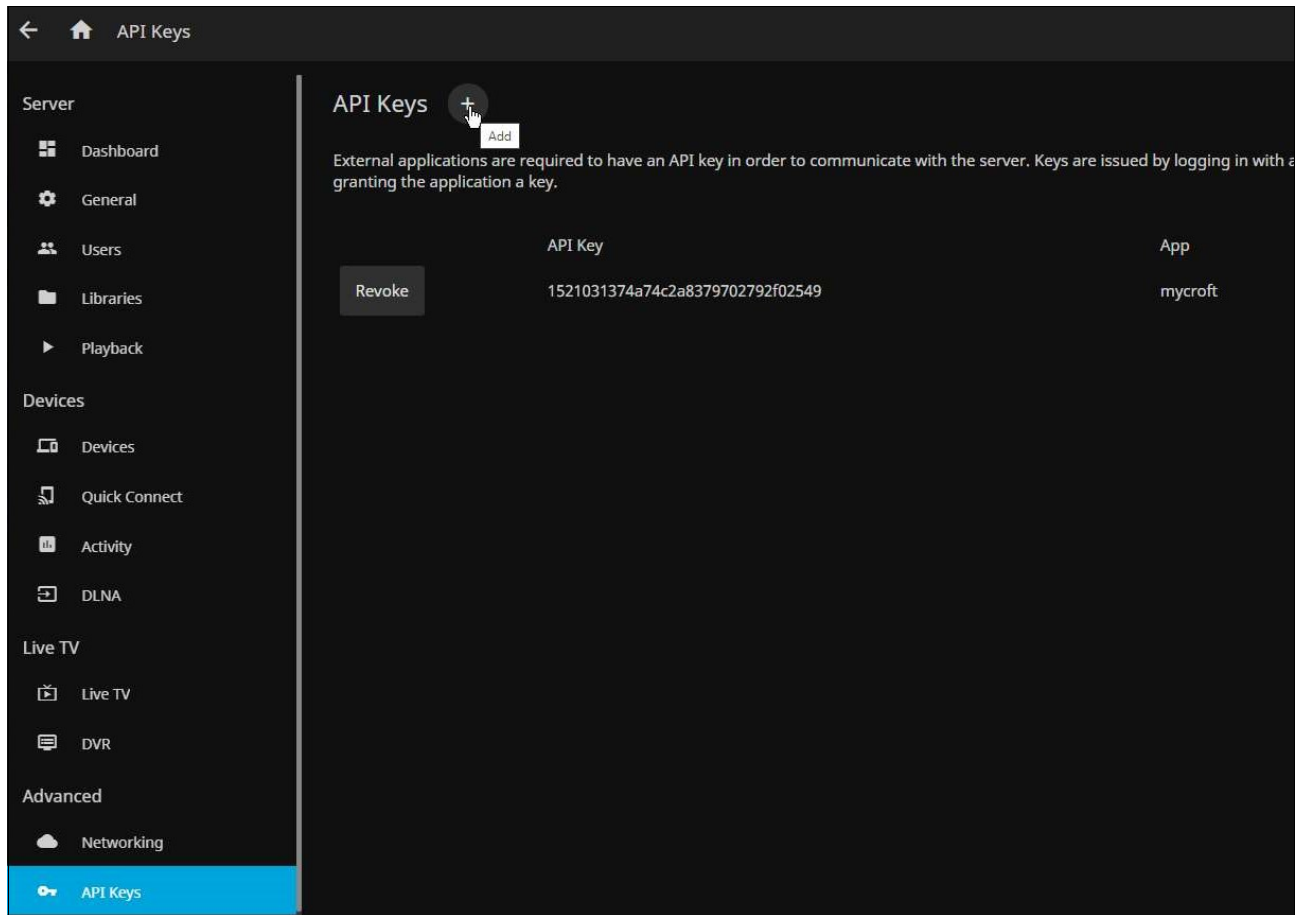 API Keys
Server
Dashboard
General
Users
Libraries
Playback
Devices
Devices
Quick Connect
Activity
DLNA
Live TV
Live TV
DVR
Advanced
Networking
API Keys
API Keys
Add
External applications are required to have an API key in order to communicate with the server. Keys are issued by logging in with a
granting the application a key.
API Key App
Revoke 1521031374a74c2a8379702792f02549 mycroft